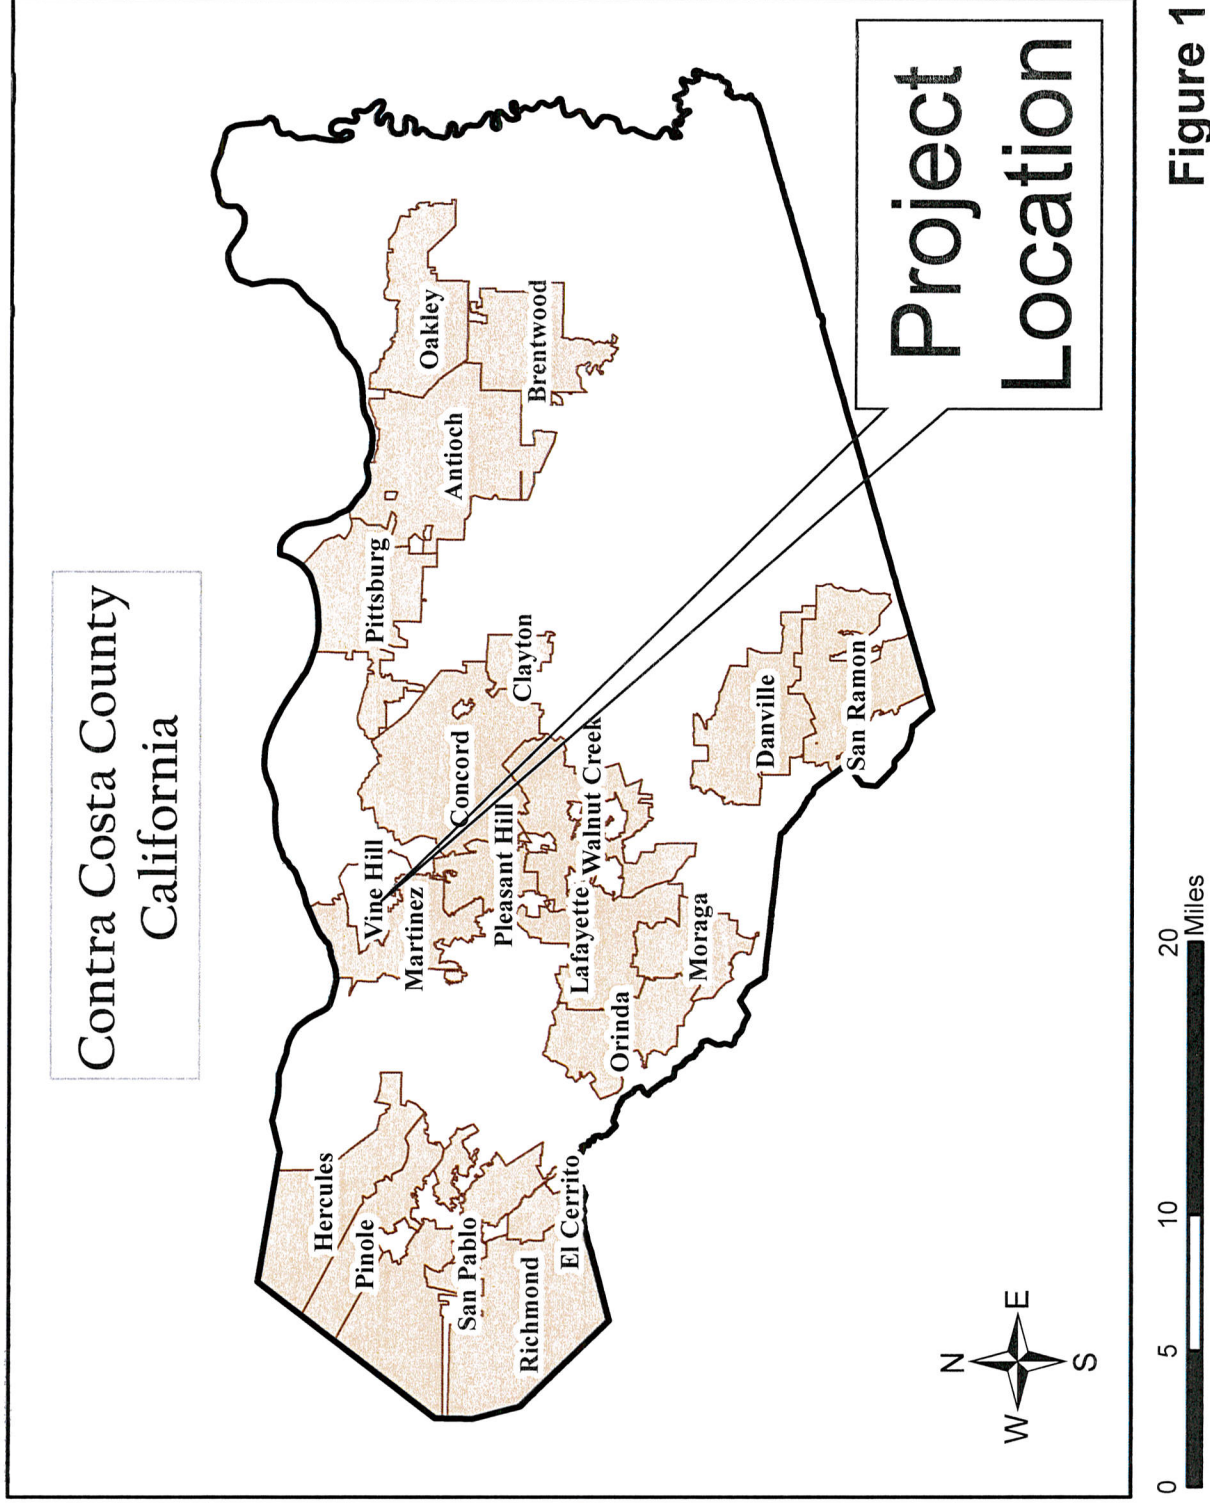 Contra Costa County
California
Hercules
Pinole
San Pablo
Richmond
El Cerrito
Vine Hill
Martinez
Pleasant Hill
Concord
Clayton
Pittsburg
Antioch
Oakley
Brentwood
Lafayette
Walnut Creek
Orinda
Moraga
Danville
San Ramon
Project
Location
N
W
E
S
0
5
10
20
Miles
Figure 1